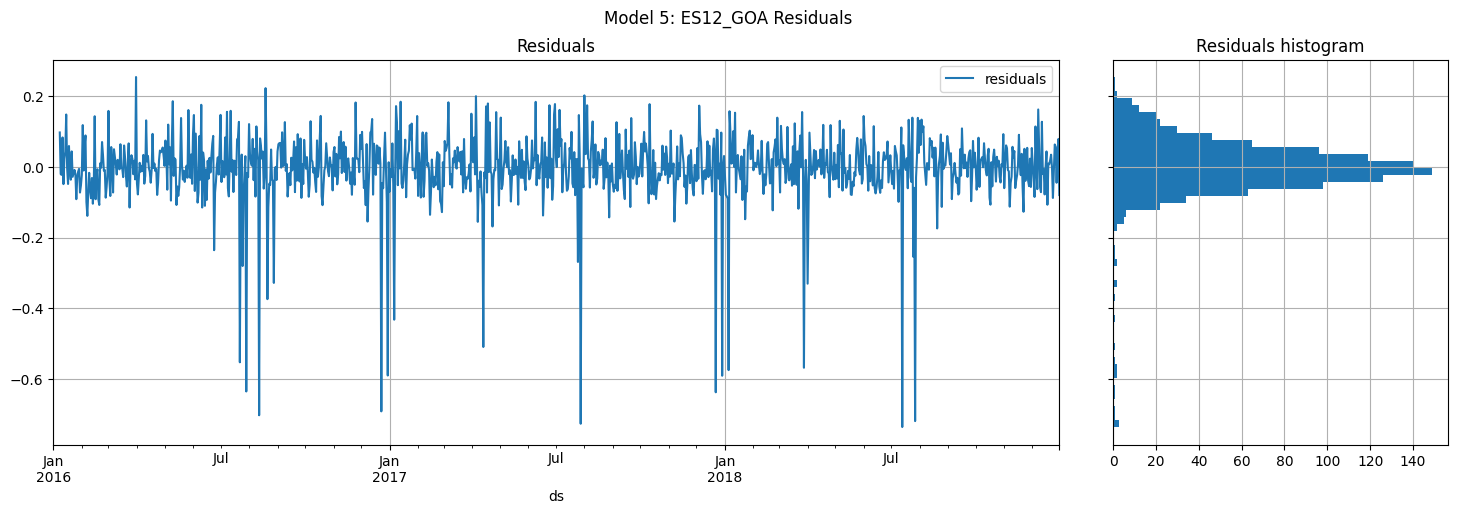 Model 5: ES12_GOA Residuals
Residuals
residuals
0.2
0.0
−0.2
−0.4
−0.6
Jan Jul Jan Jul Jan Jul
2016 2017 2018
ds
Residuals histogram
0 20 40 60 80 100 120 140